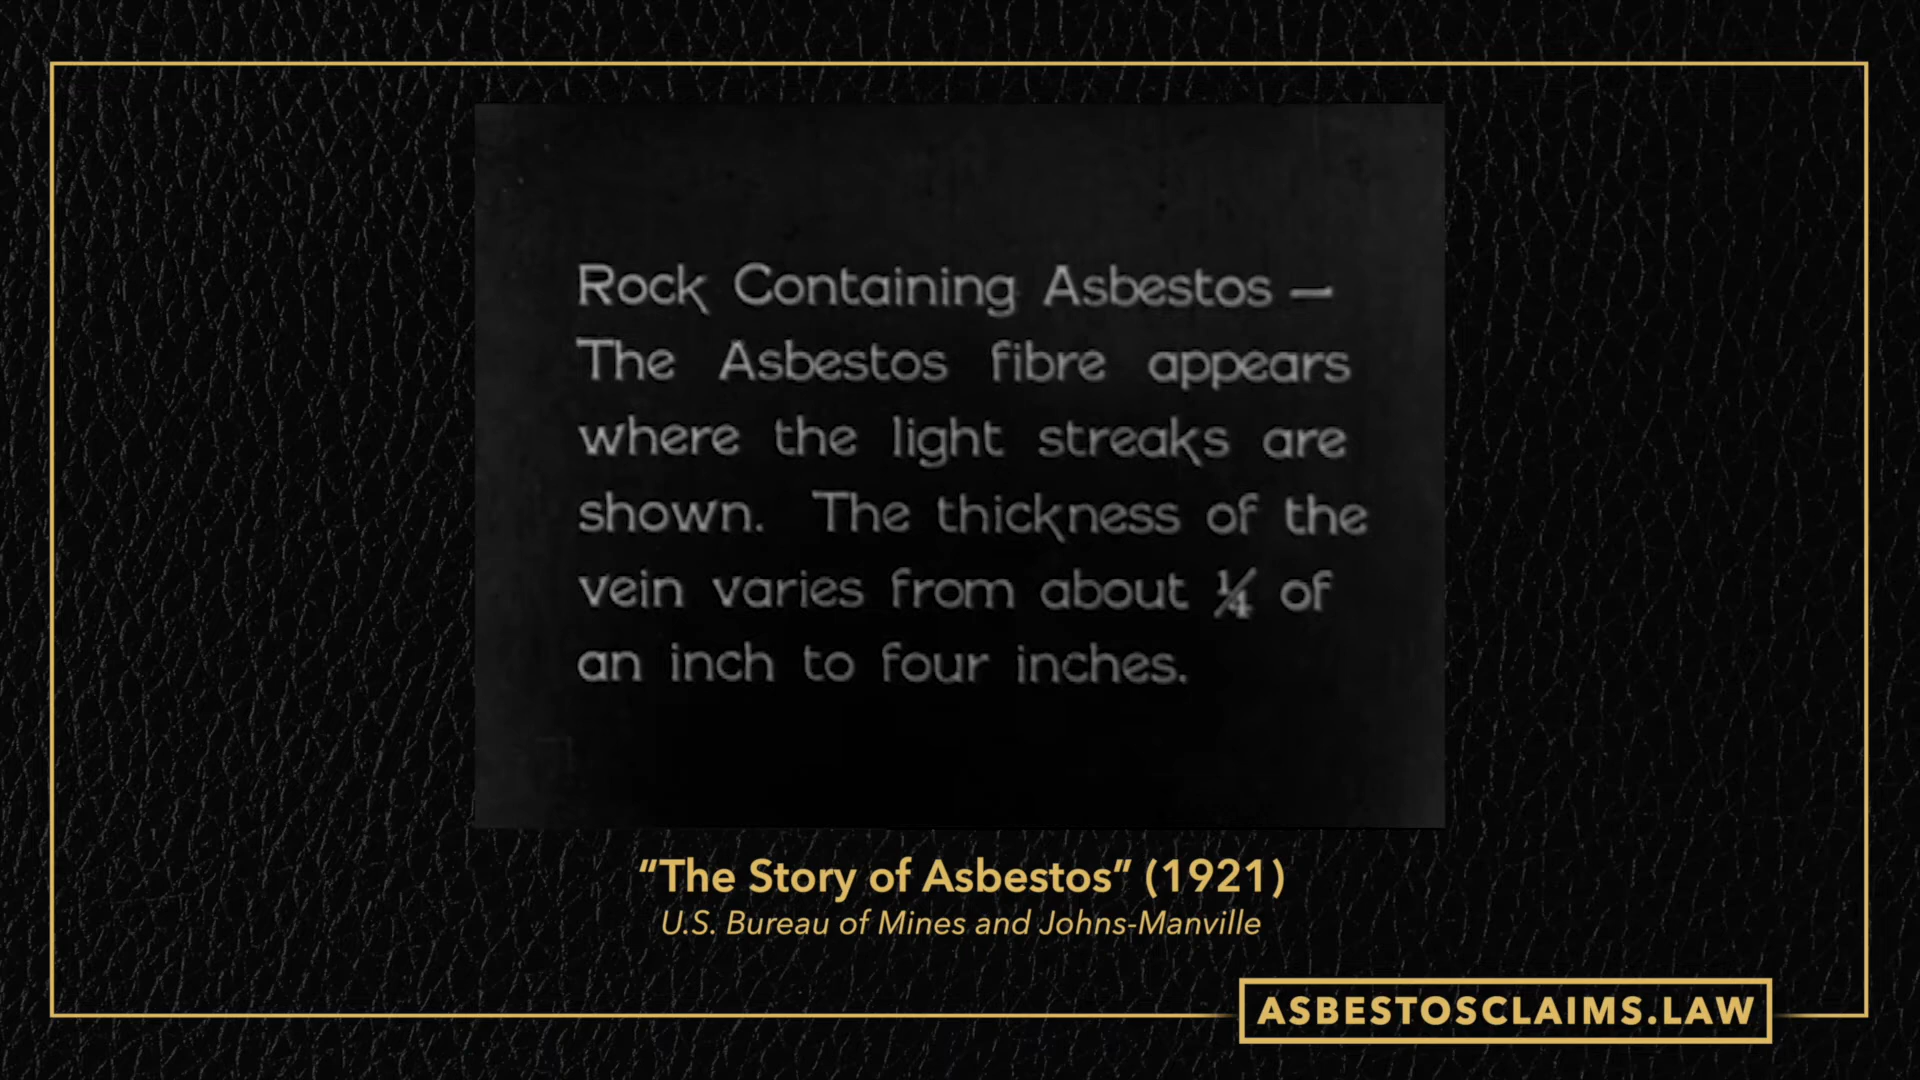 Rock Containing Asbestos —
The Asbestos fibre appears
where the light streaks are
shown. The thickness of the
vein varies from about ¼ of
an inch to four inches.
“The Story of Asbestos” (1921)
U.S. Bureau of Mines and Johns-Manville
ASBESTOSCLAIMS.LAW